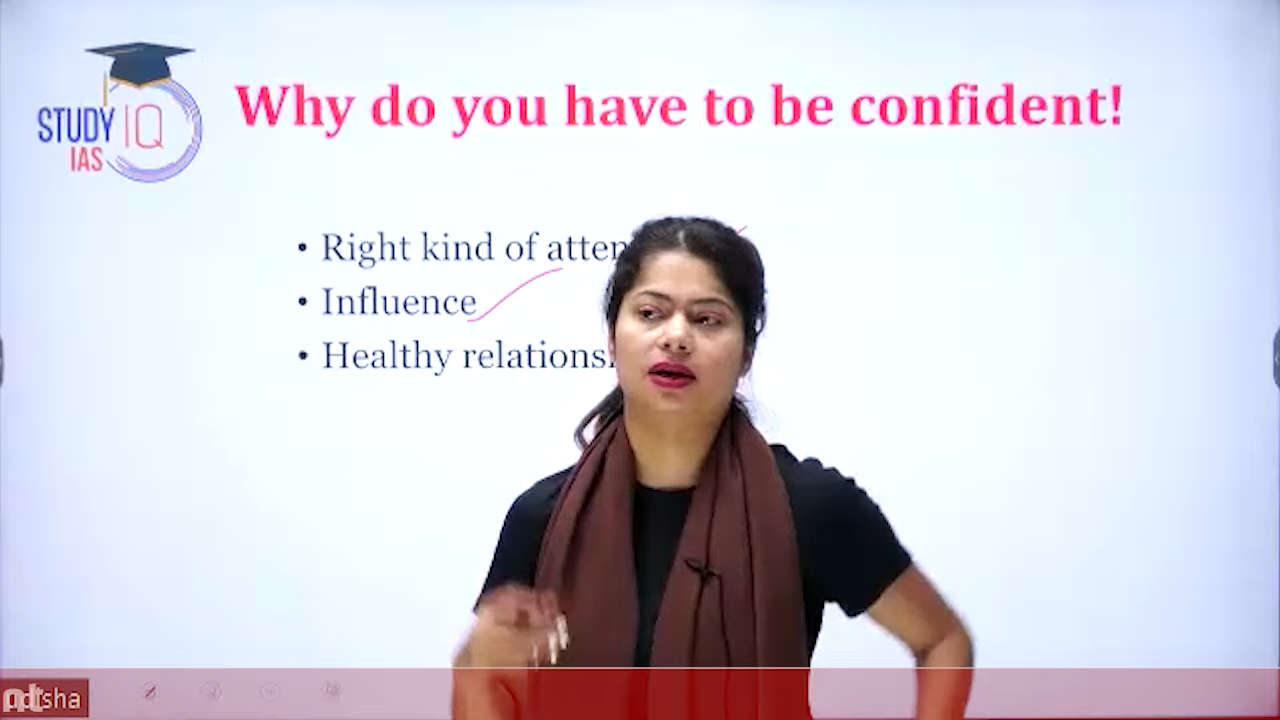 STUDY IQ
IAS
Why do you have to be confident!
• Right kind of atten
• Influence
• Healthy relations